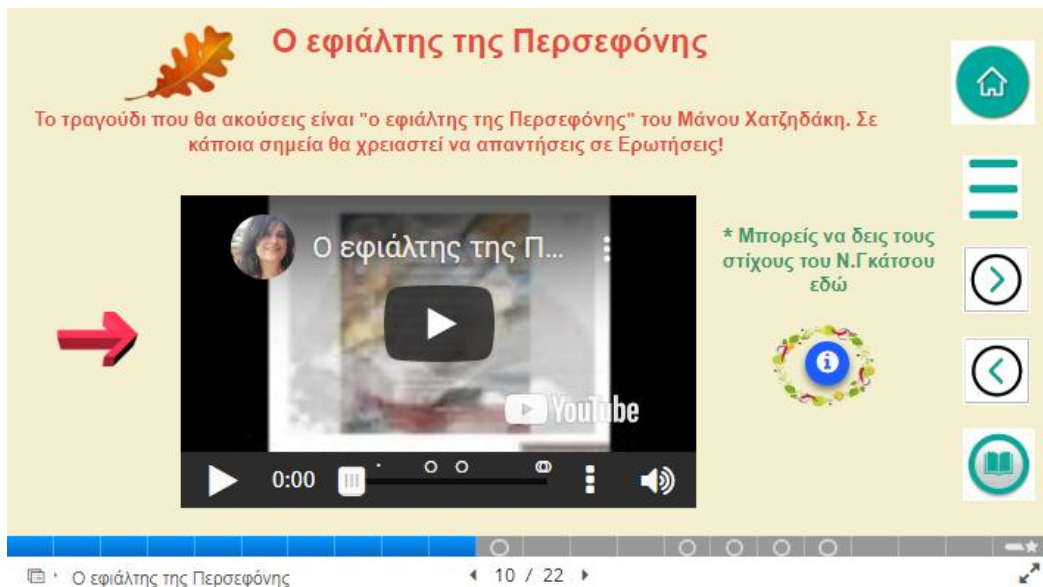 Ο εφιάλτης της Περσεφόνης
Το τραγούδι που θα ακούσεις είναι "ο εφιάλτης της Περσεφόνης" του Μάνου Χατζηδάκη. Σε
κάποια σημεία θα χρειαστεί να απαντήσεις σε Ερωτήσεις!
Ο εφιάλτης της Π...
* Μπορείς να δεις τους
στίχους του Ν.Γκάτσου
εδώ
YouTube
0:00
Ο εφιάλτης της Περσεφόνης
10 / 22